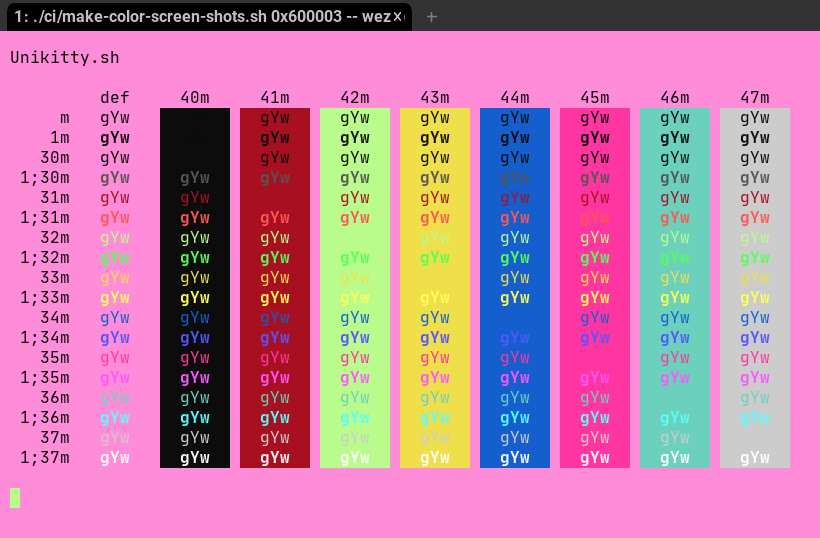 1: ./ci/make-color-screen-shots.sh 0x600003 -- wez
Unikitty.sh
def 40m 41m 42m 43m 44m 45m 46m 47m
m gYw gYw gYw gYw gYw gYw gYw gYw
1m gYw gYw gYw gYw gYw gYw gYw gYw
30m gYw gYw gYw gYw gYw gYw gYw gYw
1;30m gYw gYw gYw gYw gYw gYw gYw gYw gYw
31m gYw gYw gYw gYw gYw gYw gYw gYw
1;31m gYw gYw gYw gYw gYw gYw gYw gYw gYw
32m gYw gYw gYw gYw gYw gYw gYw gYw
1;32m gYw gYw gYw gYw gYw gYw gYw gYw gYw
33m gYw gYw gYw gYw gYw gYw gYw gYw
1;33m gYw gYw gYw gYw gYw gYw gYw gYw gYw
34m gYw gYw gYw gYw gYw gYw gYw gYw
1;34m gYw gYw gYw gYw gYw gYw gYw gYw gYw
35m gYw gYw gYw gYw gYw gYw gYw gYw
1;35m gYw gYw gYw gYw gYw gYw gYw gYw gYw
36m gYw gYw gYw gYw gYw gYw gYw gYw
1;36m gYw gYw gYw gYw gYw gYw gYw gYw gYw
37m gYw gYw gYw gYw gYw gYw gYw gYw
1;37m gYw gYw gYw gYw gYw gYw gYw gYw gYw